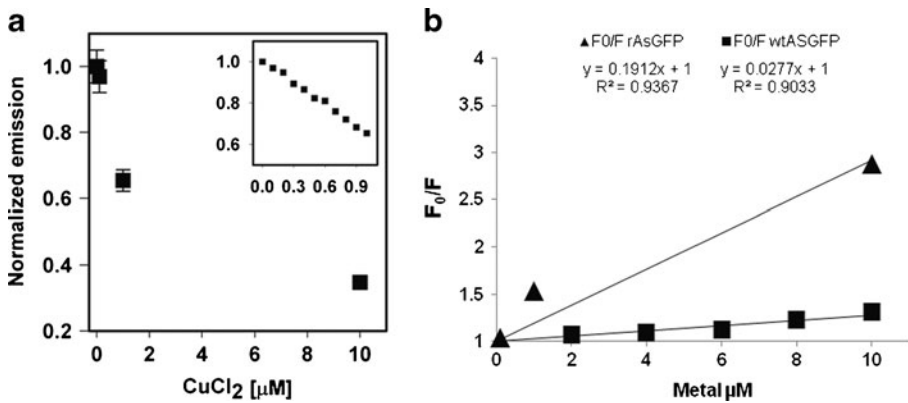 a
Normalized emission
1.0
0.8
0.6
0.4
0.2
0 2 4 6 8 10
CuCl2 [µM]
1.0
0.8
0.6
0.0 0.3 0.6 0.9
b
▲F0/F rAsGFP ■F0/F wtASGFP
y = 0.1912x + 1 y = 0.0277x + 1
R² = 0.9367 R² = 0.9033
F0/F
4
3.5
3
2.5
2
1.5
1
0 2 4 6 8 10
Metal µM